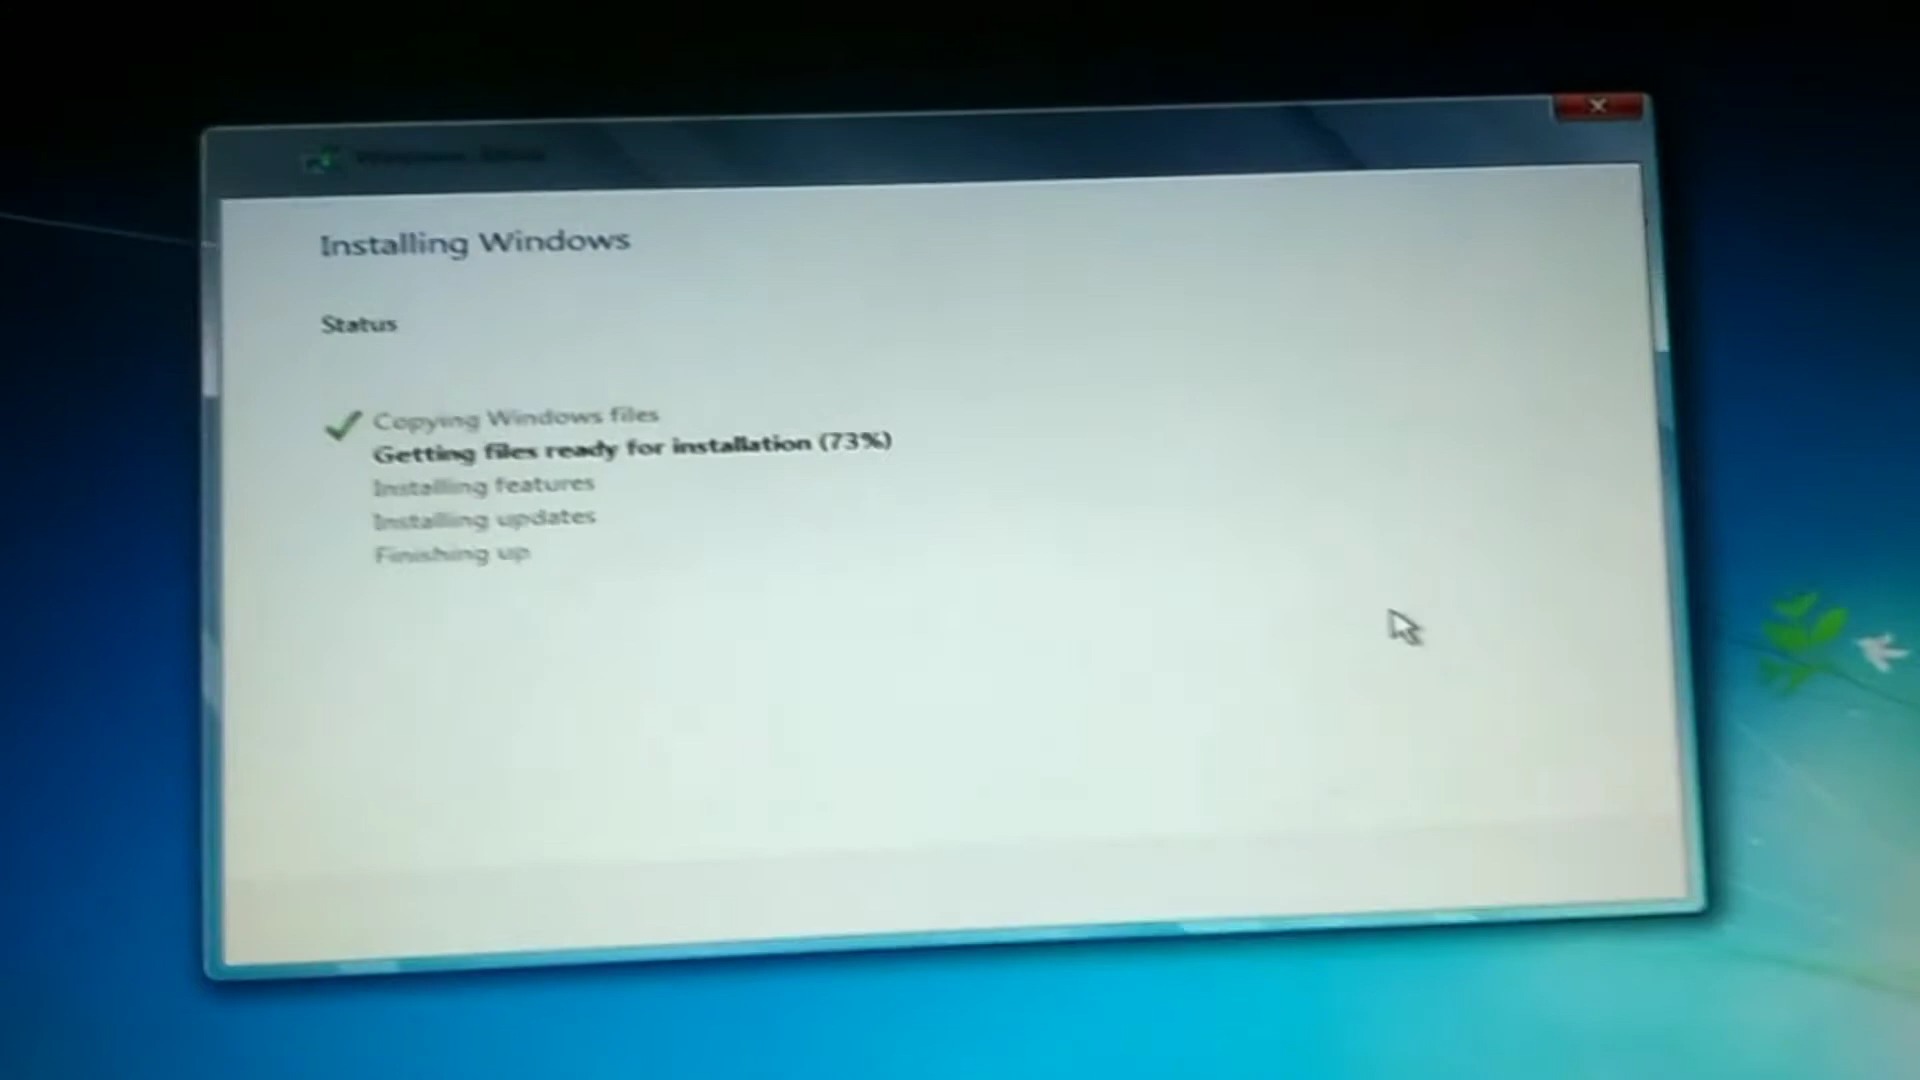 Installing Windows
Status
Copying Windows files
Getting files ready for installation (73%)
Installing features
Installing updates
Finishing up